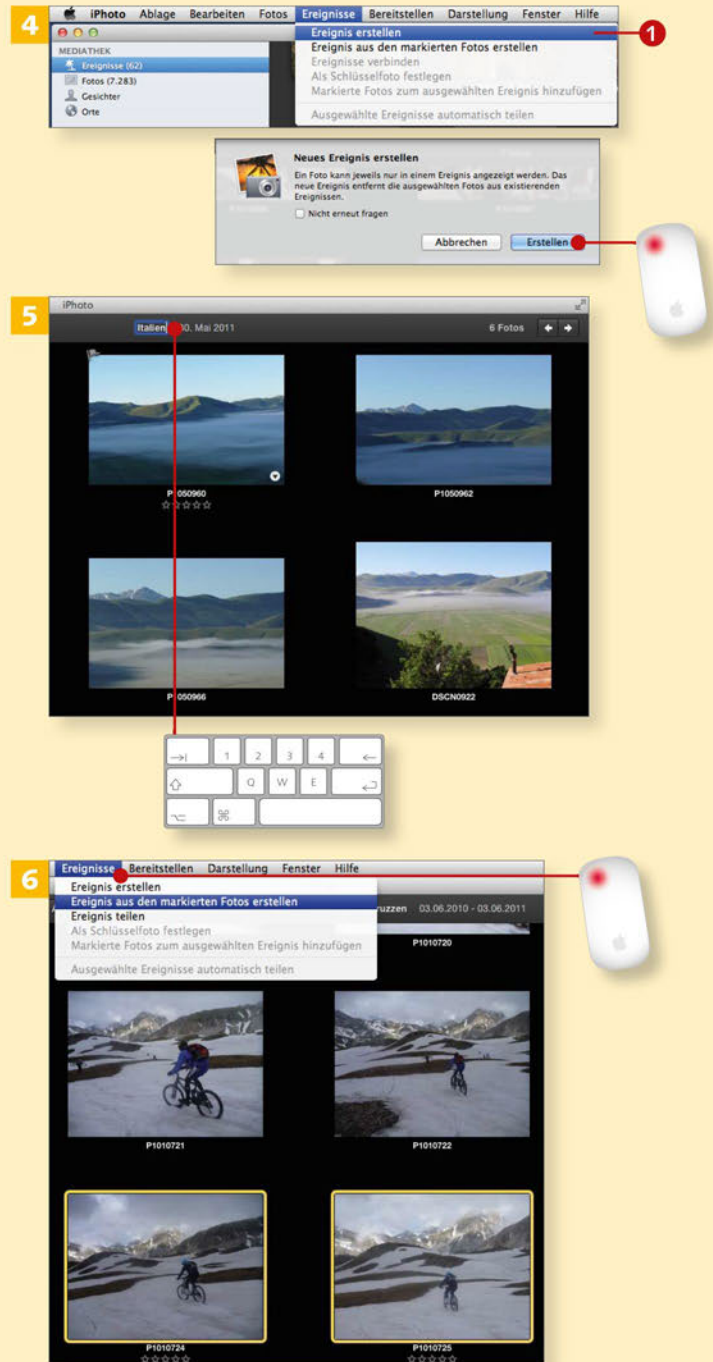 4
iPhoto Ablage Bearbeiten Fotos Ereignisse Bereitstellen Darstellung Fenster Hilfe
MEDIATHEK
Ereignisse (62)
Fotos (7.283)
Gesichter
Orte
Ereignis erstellen
1
Ereignis aus den markierten Fotos erstellen
Ereignisse verbinden
Als Schlüsselfoto festlegen
Markierte Fotos zum ausgewählten Ereignis hinzufügen
Ausgewählte Ereignisse automatisch teilen
Neues Ereignis erstellen
Ein Foto kann jeweils nur in einem Ereignis angezeigt werden. Das
neue Ereignis entfernt die ausgewählten Fotos aus existierenden
Ereignissen.
Nicht erneut fragen
Abbrechen Erstellen
5
iPhoto
Italien 30. Mai 2011 6 Fotos
P1050960 P1050962
P1050966 DSCN0922
1 2 3 4
Q W E
6
Ereignisse Bereitstellen Darstellung Fenster Hilfe
Ereignis erstellen
Ereignis aus den markierten Fotos erstellen
Ereignis teilen
Als Schlüsselfoto festlegen
Markierte Fotos zum ausgewählten Ereignis hinzufügen
Ausgewählte Ereignisse automatisch teilen
ruzzen 03.06.2010 - 03.06.2011
P1010720
P1010721 P1010722
P1010724 P1010725